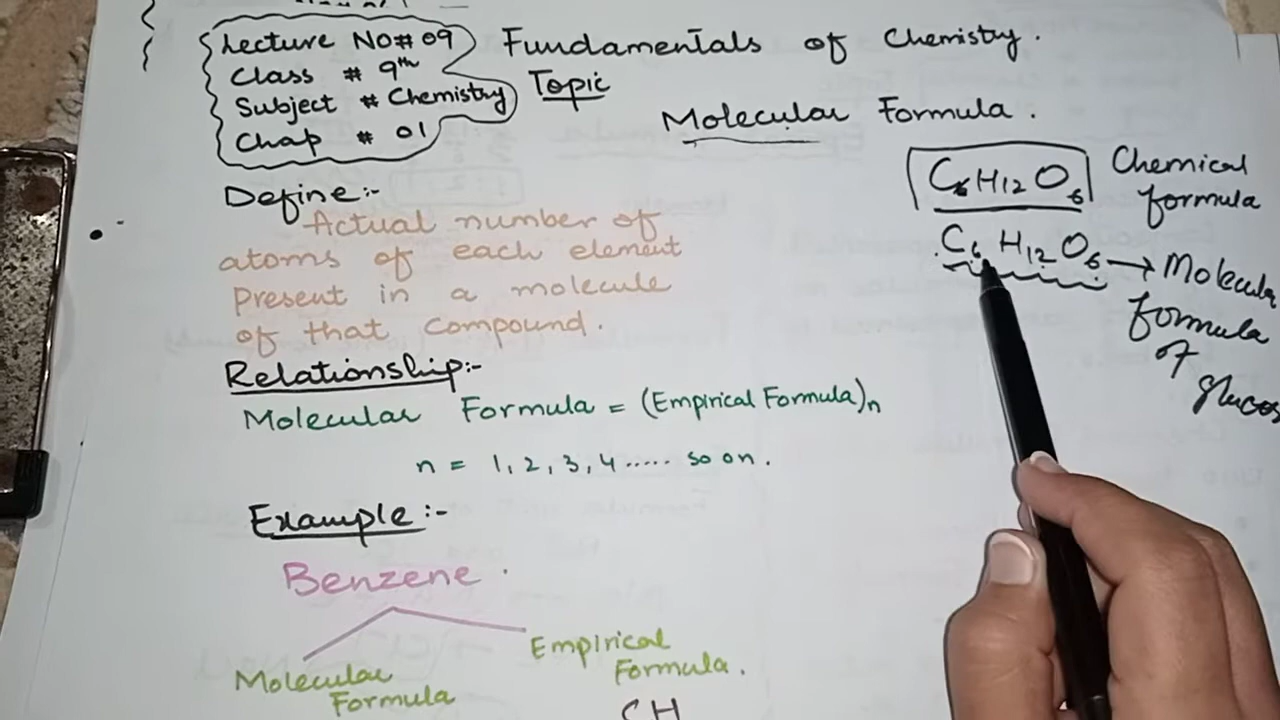 Lecture NO# 09
Class # 9th
Subject # Chemistry
Chap # 01
Fundamentals of Chemistry.
Topic
Molecular Formula.
C6H12O6
Chemical
formula
C6H12O6 → Molecular
formula
of
glucos
Define:-
Actual number of
atoms of each element
Present in a molecule
of that compound.
Relationship:-
Molecular Formula = (Empirical Formula)n
n = 1, 2, 3, 4 ..... so on.
Example:-
Benzene.
Molecular
Formula
Empirical
Formula.
CH